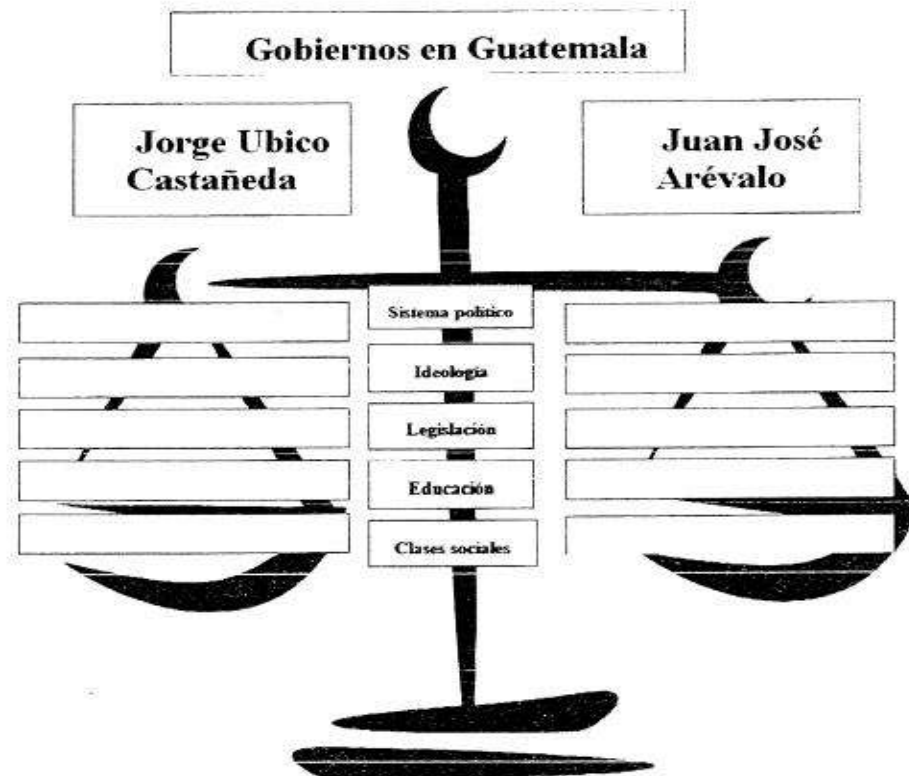 Gobiernos en Guatemala
Jorge Ubico
Castañeda
Juan José
Arévalo
Sistema político
Ideología
Legislación
Educación
Clases sociales